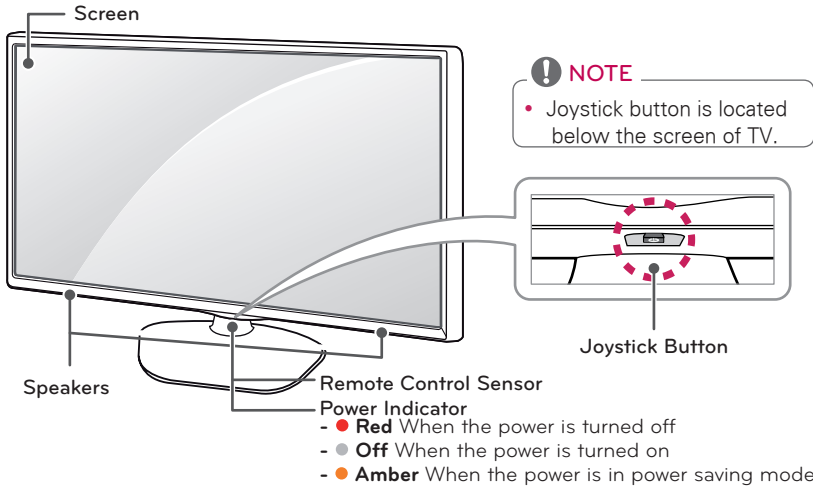 Screen
NOTE
• Joystick button is located
below the screen of TV.
Joystick Button
Speakers
Remote Control Sensor
Power Indicator
- ● Red When the power is turned off
- ● Off When the power is turned on
- ● Amber When the power is in power saving mode